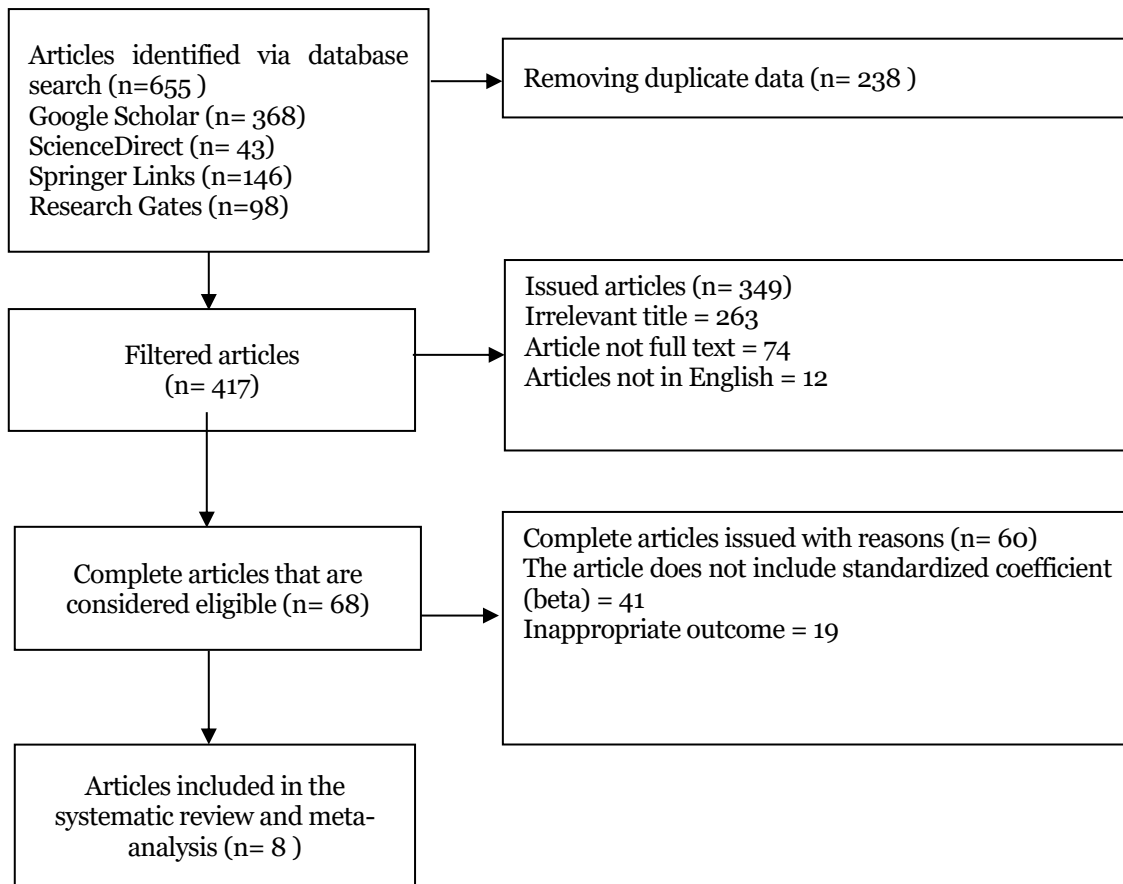 Articles identified via database
search (n=655 )
Google Scholar (n= 368)
ScienceDirect (n= 43)
Springer Links (n=146)
Research Gates (n=98)
Removing duplicate data (n= 238 )
Filtered articles
(n= 417)
Issued articles (n= 349)
Irrelevant title = 263
Article not full text = 74
Articles not in English = 12
Complete articles that are
considered eligible (n= 68)
Complete articles issued with reasons (n= 60)
The article does not include standardized coefficient
(beta) = 41
Inappropriate outcome = 19
Articles included in the
systematic review and meta-
analysis (n= 8 )